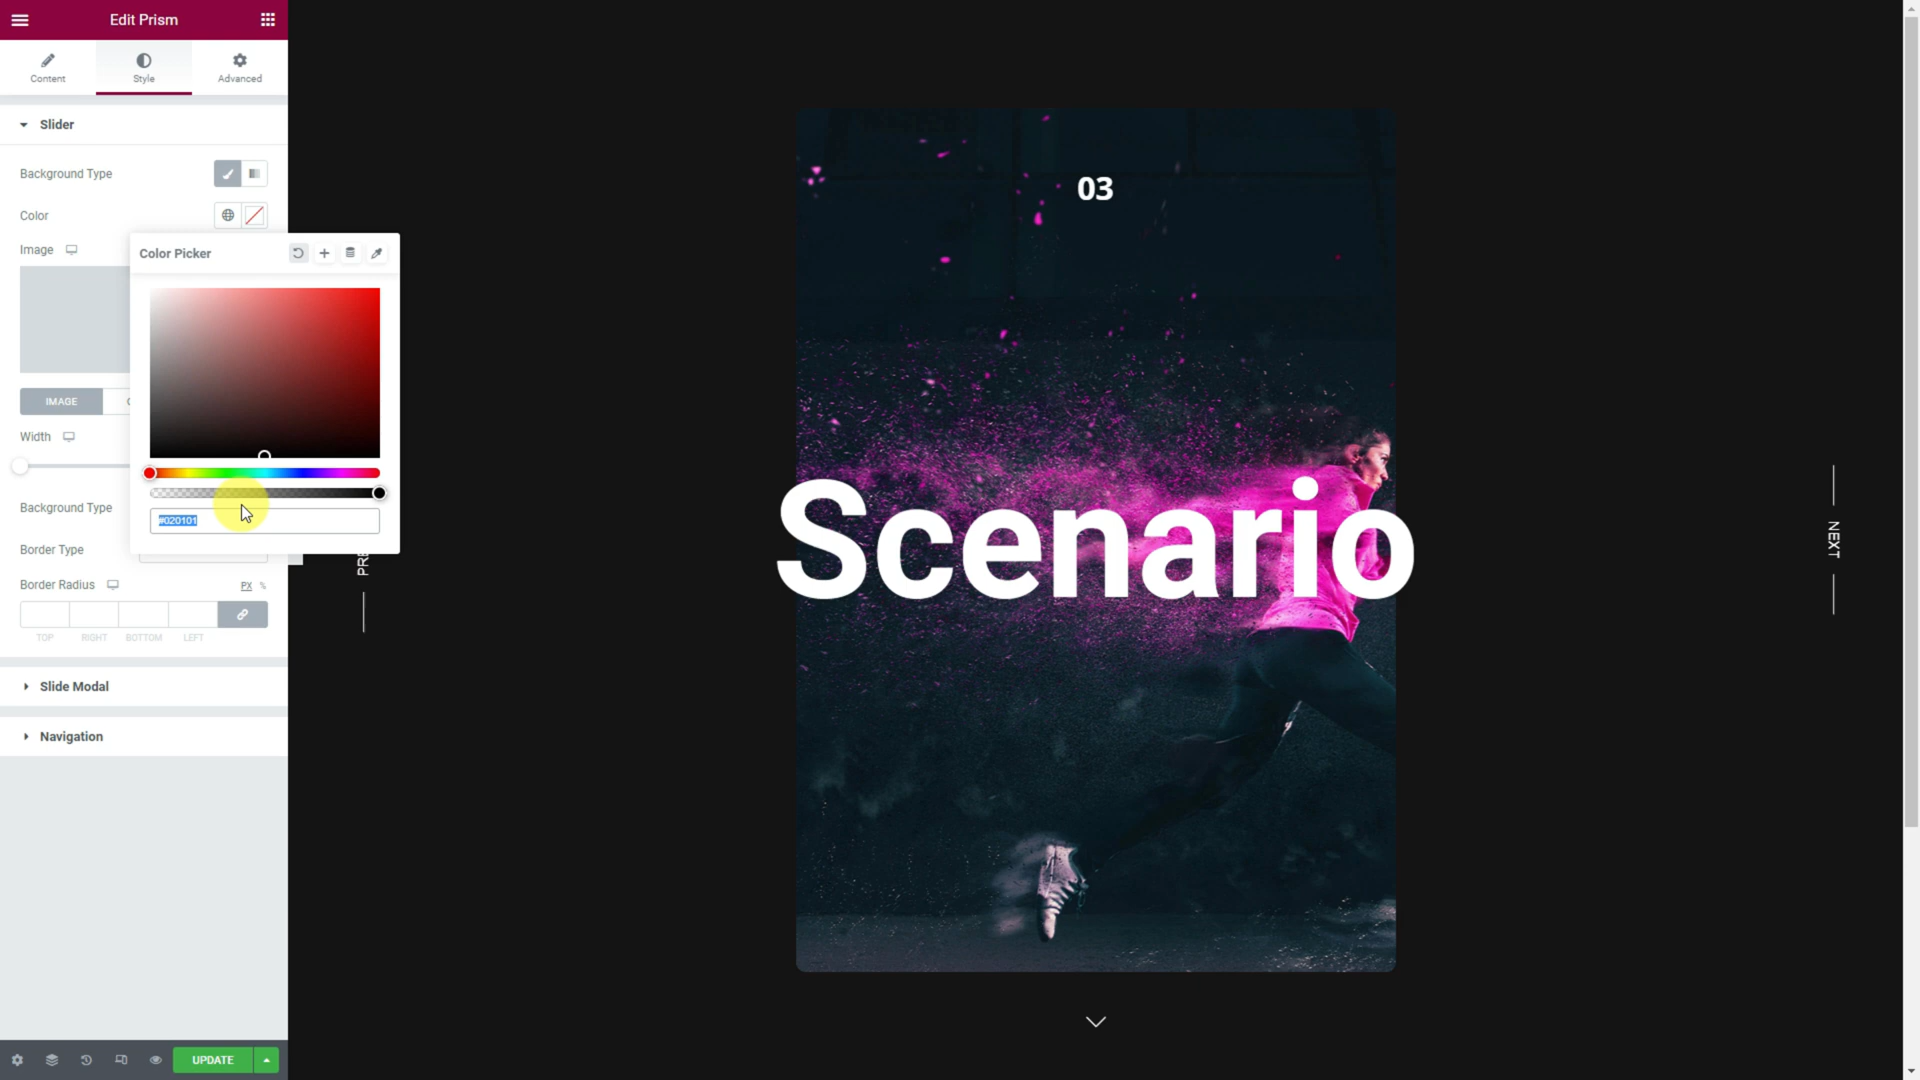 Edit Prism
Content
Style
Advanced
Slider
Background Type
Color
Image
Color Picker
IMAGE
Width
#020101
Background Type
Border Type
Border Radius
PX %
TOP RIGHT BOTTOM LEFT
Slide Modal
Navigation
UPDATE
03
Scenario
NEXT